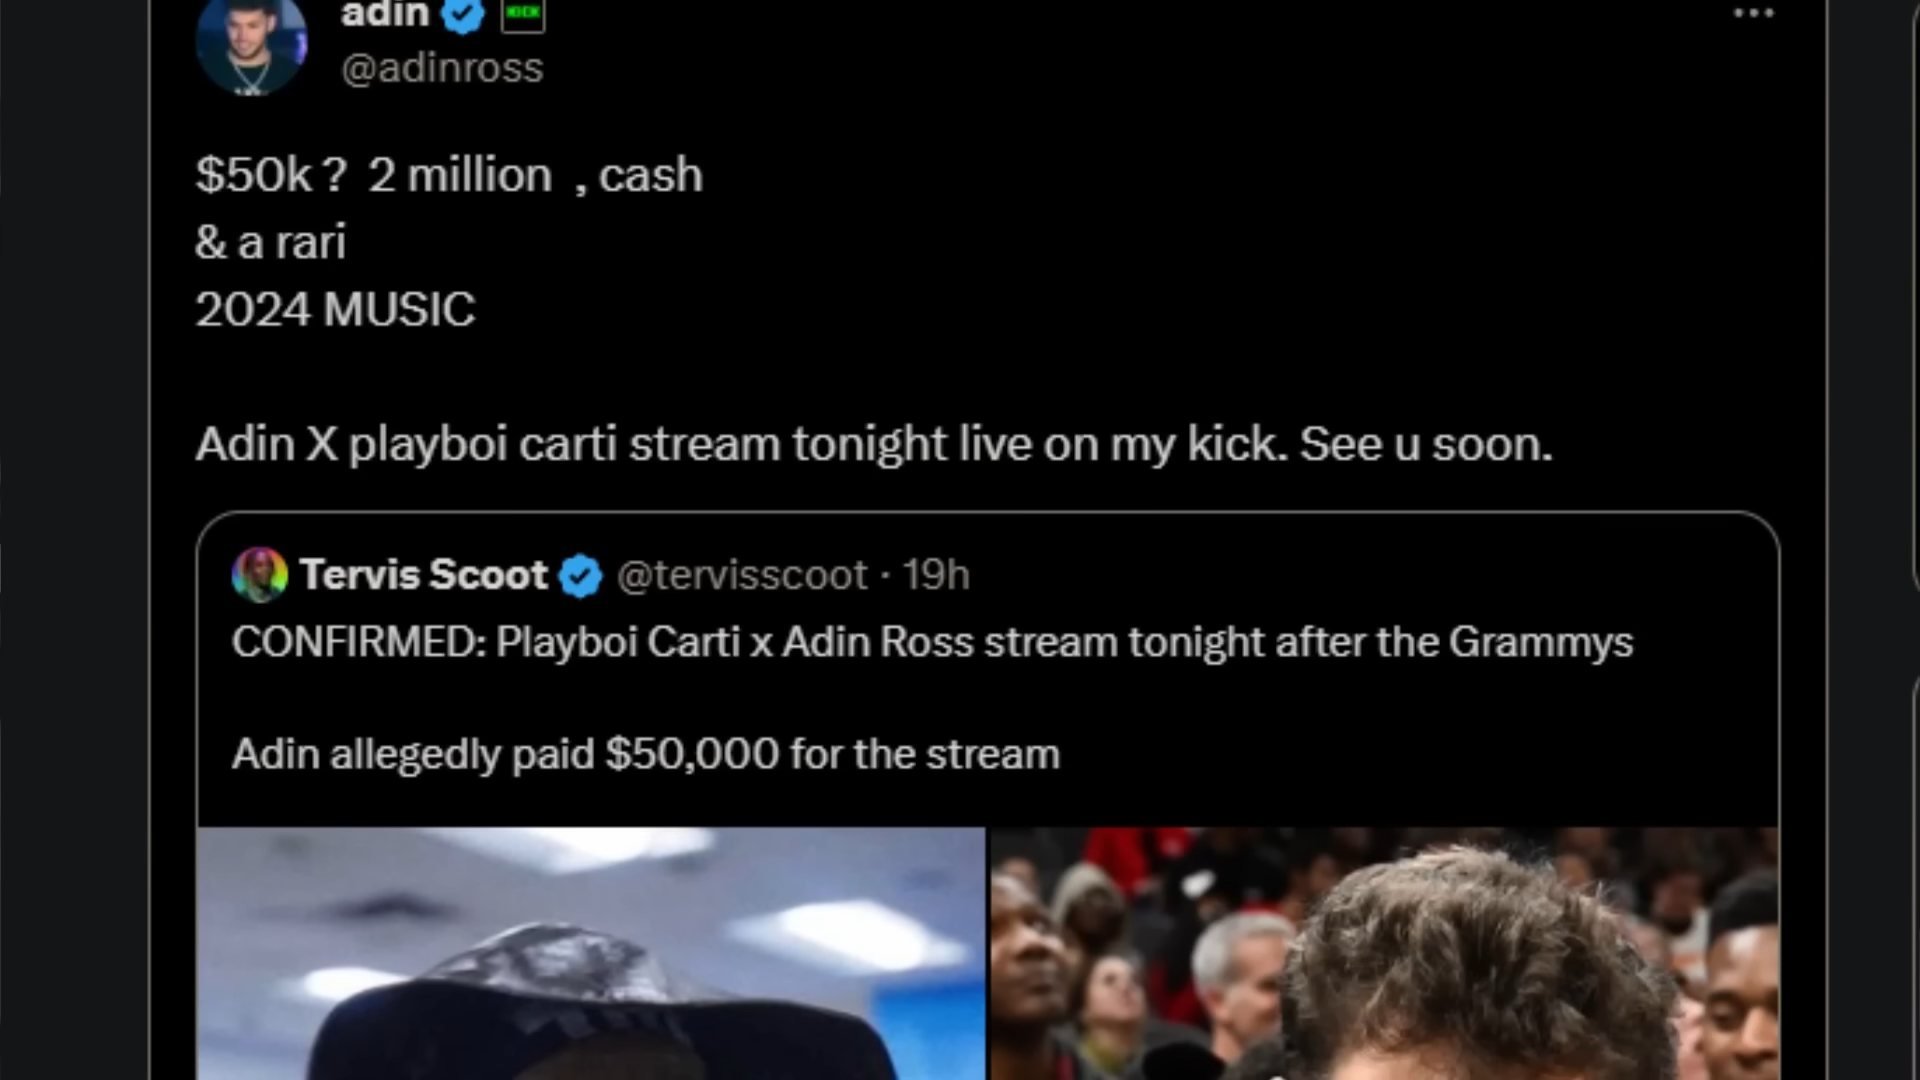 adin KICK
@adinross
$50k ? 2 million , cash
& a rari
2024 MUSIC
Adin X playboi carti stream tonight live on my kick. See u soon.
Tervis Scoot @tervisscoot · 19h
CONFIRMED: Playboi Carti x Adin Ross stream tonight after the Grammys
Adin allegedly paid $50,000 for the stream